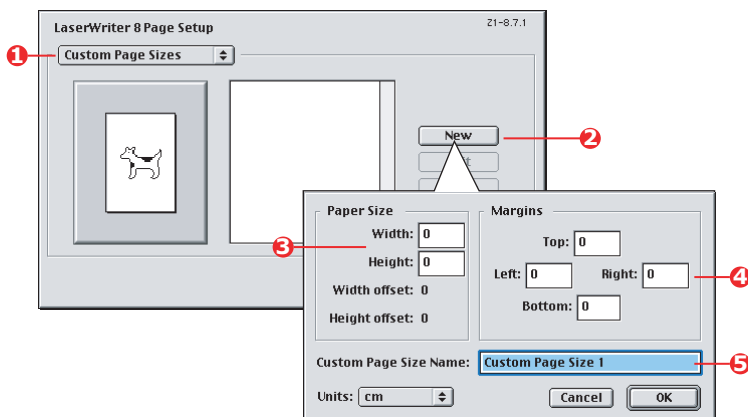 LaserWriter 8 Page Setup Z1-8.7.1
1 Custom Page Sizes
New 2
Paper Size Margins
3 Width: 0
Height: 0
Width offset: 0
Height offset: 0
Top: 0
Left: 0 Right: 0 4
Bottom: 0
Custom Page Size Name: Custom Page Size 1 5
Units: cm Cancel OK